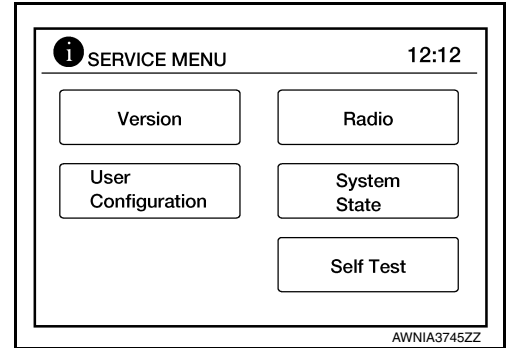 i SERVICE MENU 12:12
Version Radio
User
Configuration
System
State
Self Test
AWNIA3745ZZ